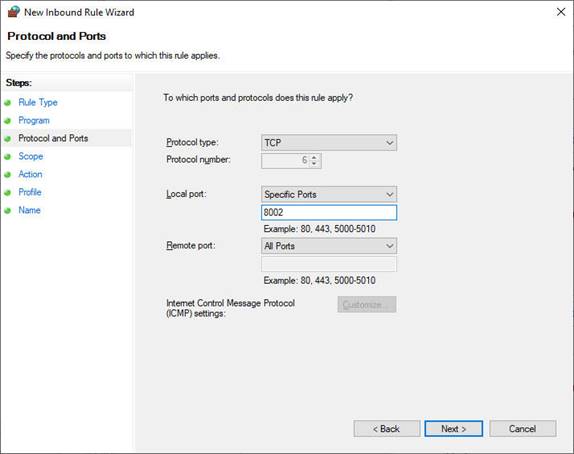 New Inbound Rule Wizard
Protocol and Ports
Specify the protocols and ports to which this rule applies.
Steps:
Rule Type
Program
Protocol and Ports
Scope
Action
Profile
Name
To which ports and protocols does this rule apply?
Protocol type: TCP
Protocol number: 6
Local port: Specific Ports
8002
Example: 80, 443, 5000-5010
Remote port: All Ports
Example: 80, 443, 5000-5010
Internet Control Message Protocol
(ICMP) settings: Customize...
< Back Next > Cancel